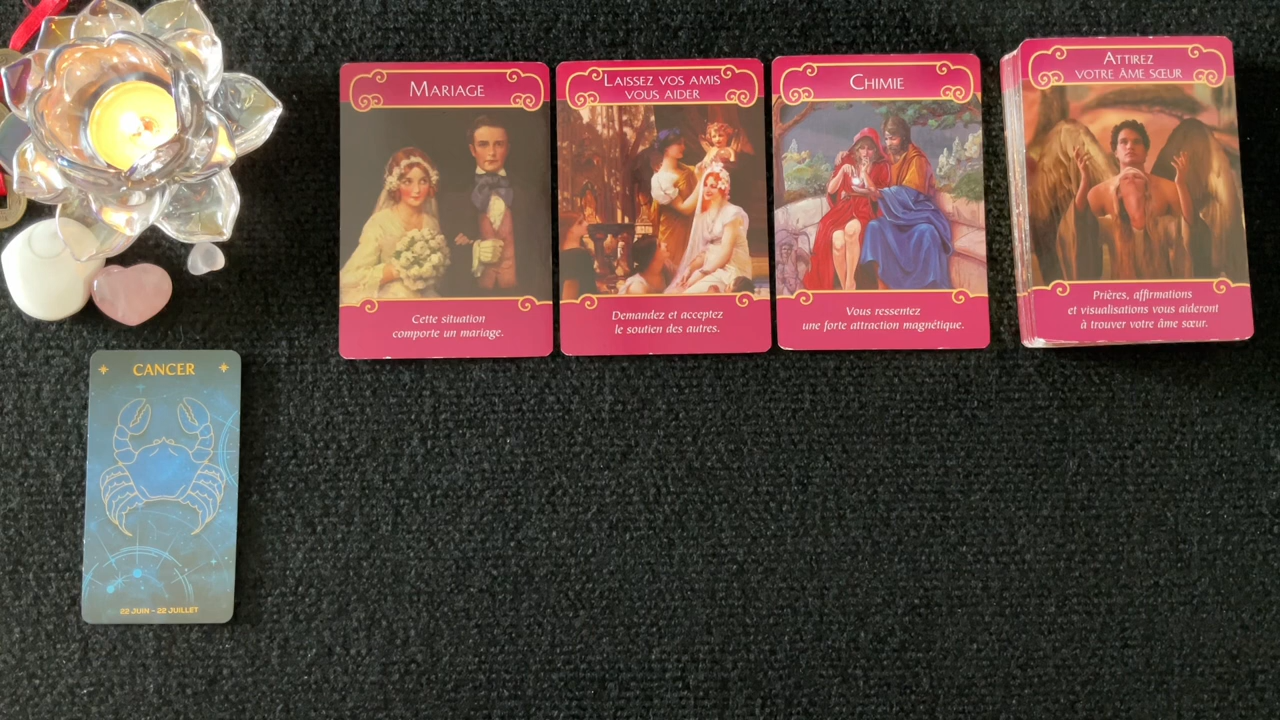 MARIAGE
Cette situation
comporte un mariage.
LAISSEZ VOS AMIS
VOUS AIDER
Demandez et acceptez
le soutien des autres.
CHIMIE
Vous ressentez
une forte attraction magnétique.
ATTIREZ
VOTRE ÂME SŒUR
Prières, affirmations
et visualisations vous aideront
à trouver votre âme sœur.
CANCER
22 JUIN - 22 JUILLET